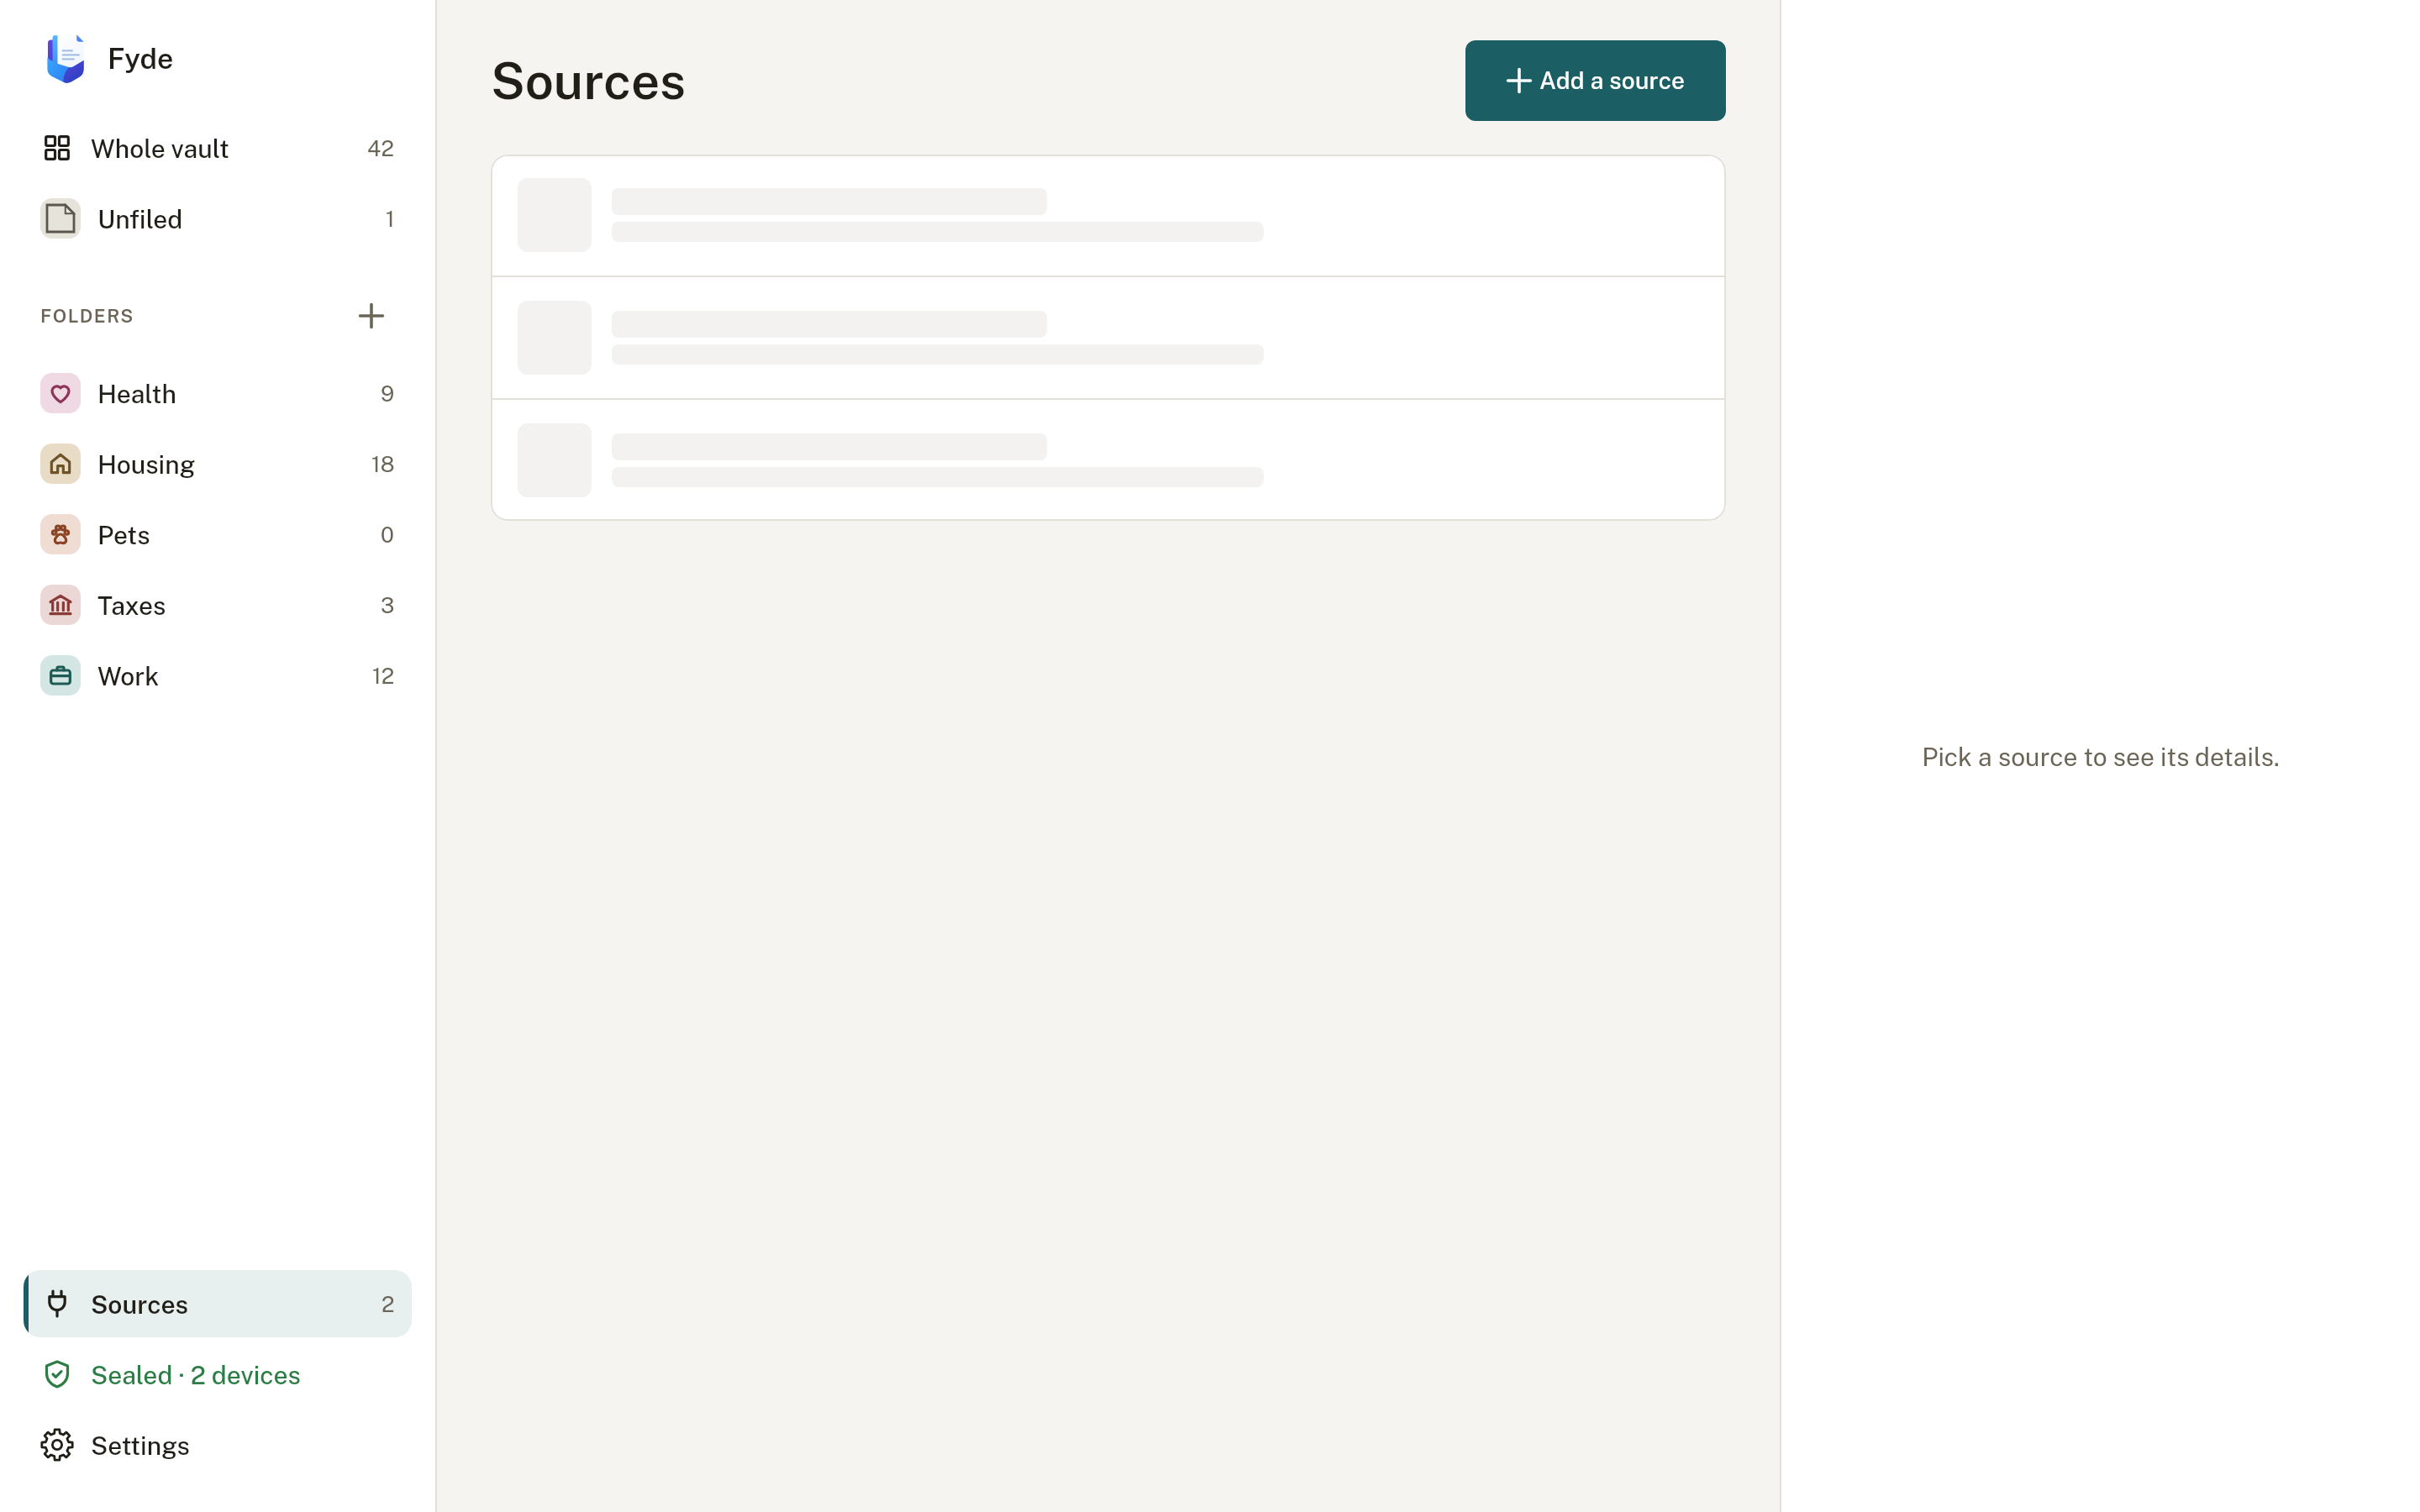 Fyde
Whole vault 42
Unfiled 1
FOLDERS
Health 9
Housing 18
Pets 0
Taxes 3
Work 12
Sources 2
Sealed · 2 devices
Settings
Sources
Add a source
Pick a source to see its details.